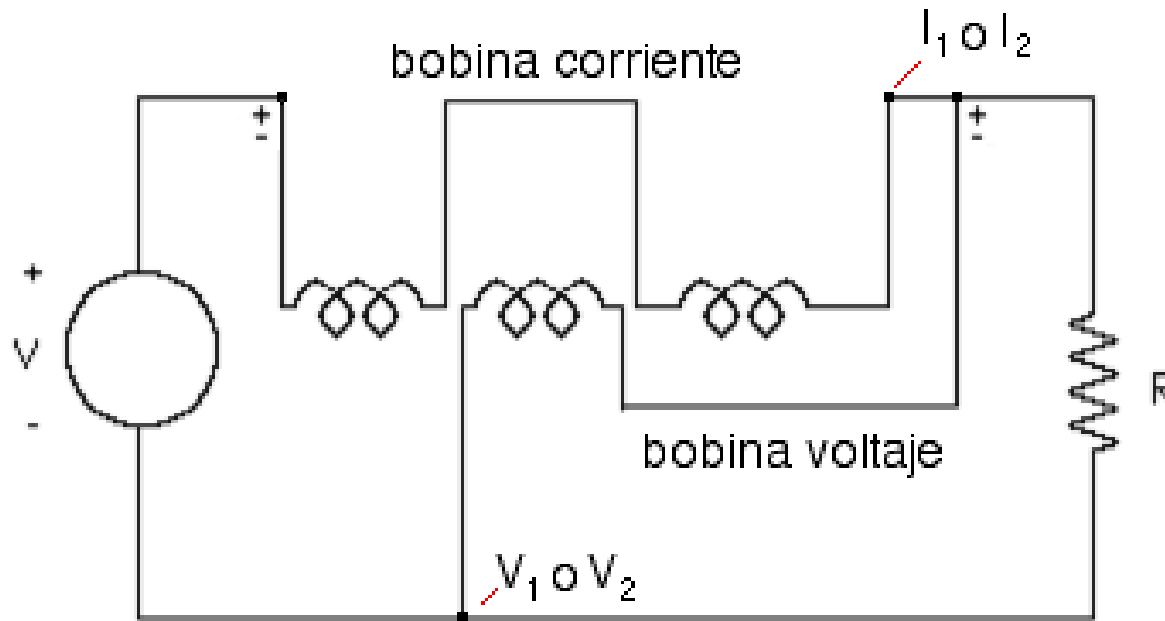 I₁ o I₂
bobina corriente
+
-
+
-
+
V
-
R
bobina voltaje
V₁ o V₂